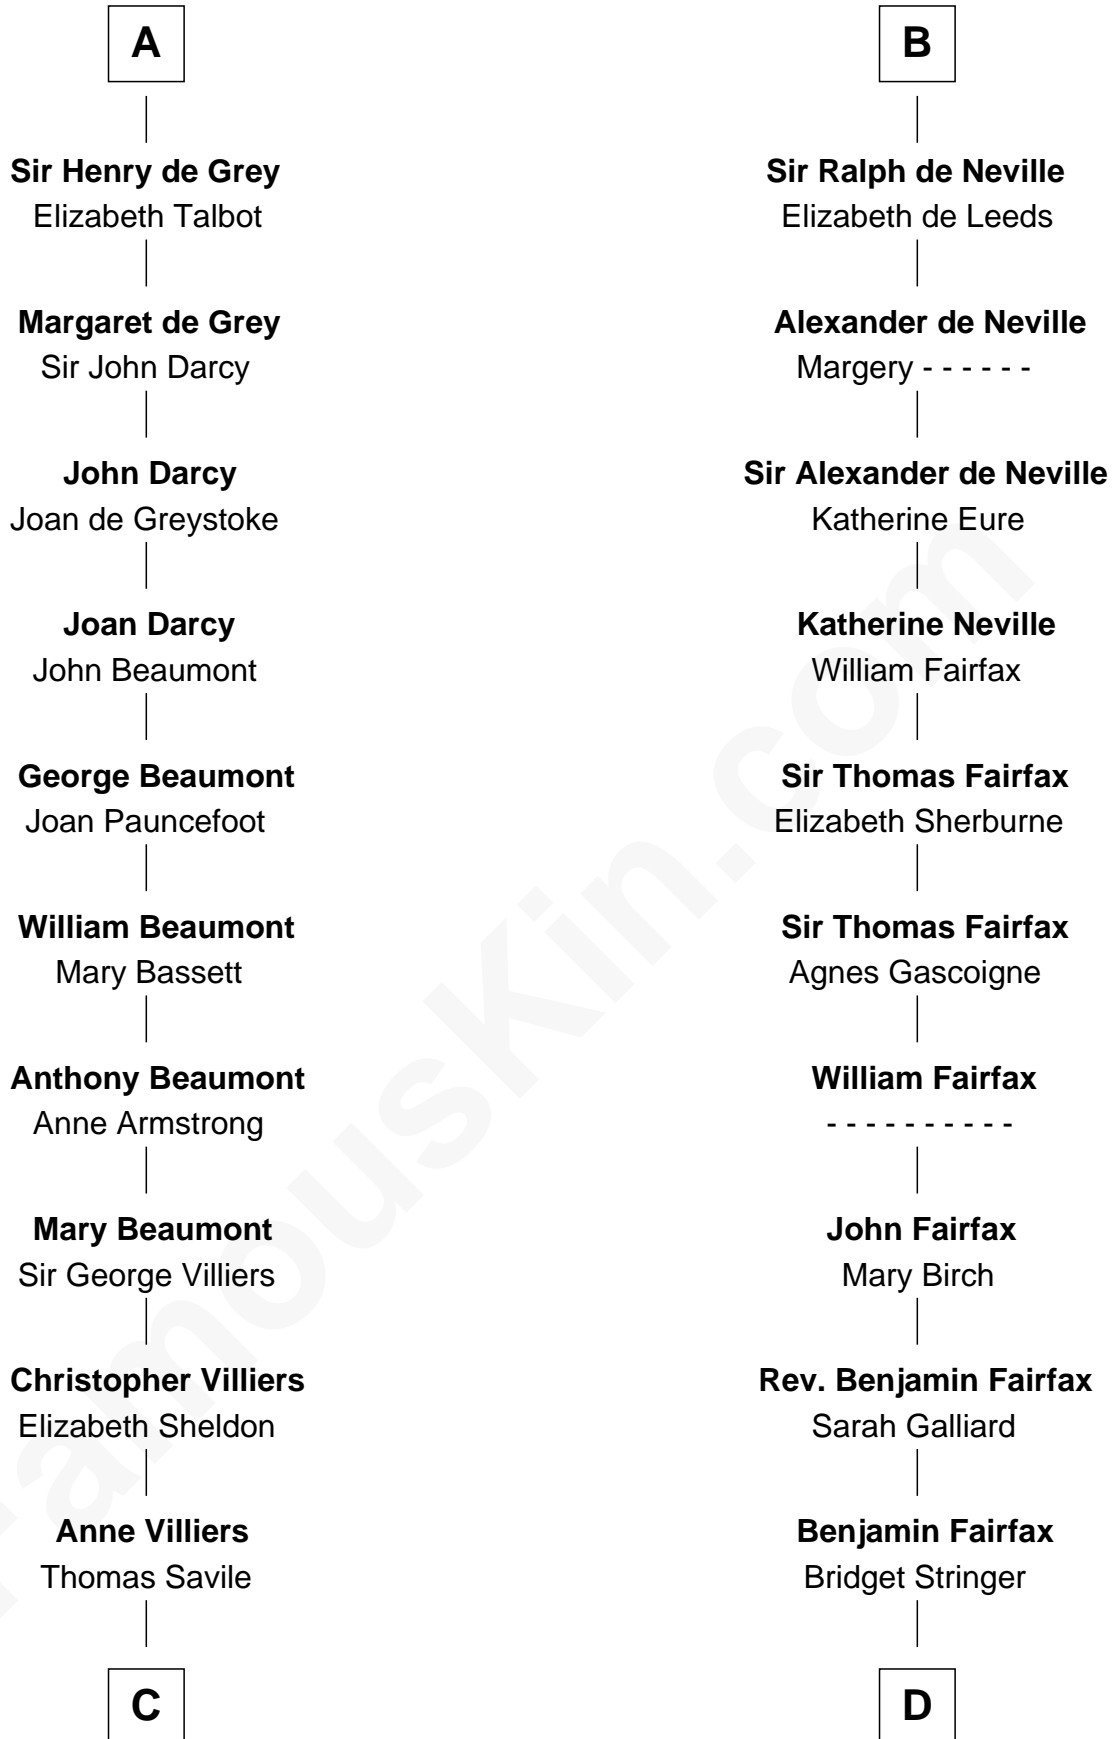 A
Sir Henry de Grey
Elizabeth Talbot
Margaret de Grey
Sir John Darcy
John Darcy
Joan de Greystoke
Joan Darcy
John Beaumont
George Beaumont
Joan Pauncefoot
William Beaumont
Mary Bassett
Anthony Beaumont
Anne Armstrong
Mary Beaumont
Sir George Villiers
Christopher Villiers
Elizabeth Sheldon
Anne Villiers
Thomas Savile
C
B
Sir Ralph de Neville
Elizabeth de Leeds
Alexander de Neville
Margery - - - - - -
Sir Alexander de Neville
Katherine Eure
Katherine Neville
William Fairfax
Sir Thomas Fairfax
Elizabeth Sherburne
Sir Thomas Fairfax
Agnes Gascoigne
William Fairfax
- - - - - - - - - -
John Fairfax
Mary Birch
Rev. Benjamin Fairfax
Sarah Galliard
Benjamin Fairfax
Bridget Stringer
D
FamousKin.com